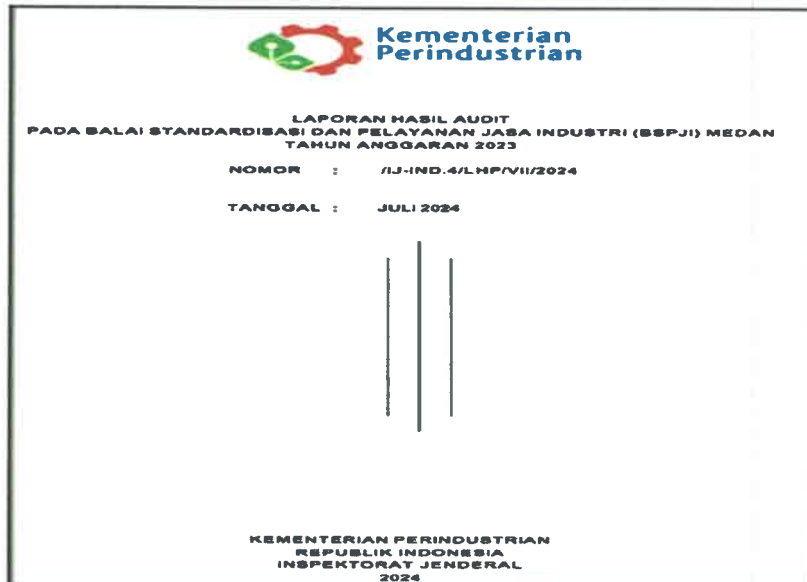 Kementerian
Perindustrian
LAPORAN HASIL AUDIT
PADA BALAI STANDARDISASI DAN PELAYANAN JASA INDUSTRI (BSPJI) MEDAN
TAHUN ANGGARAN 2023
NOMOR : /IJ-IND.4/LHP/VII/2024
TANGGAL : JULI 2024
KEMENTERIAN PERINDUSTRIAN
REPUBLIK INDONESIA
INSPEKTORAT JENDERAL
2024